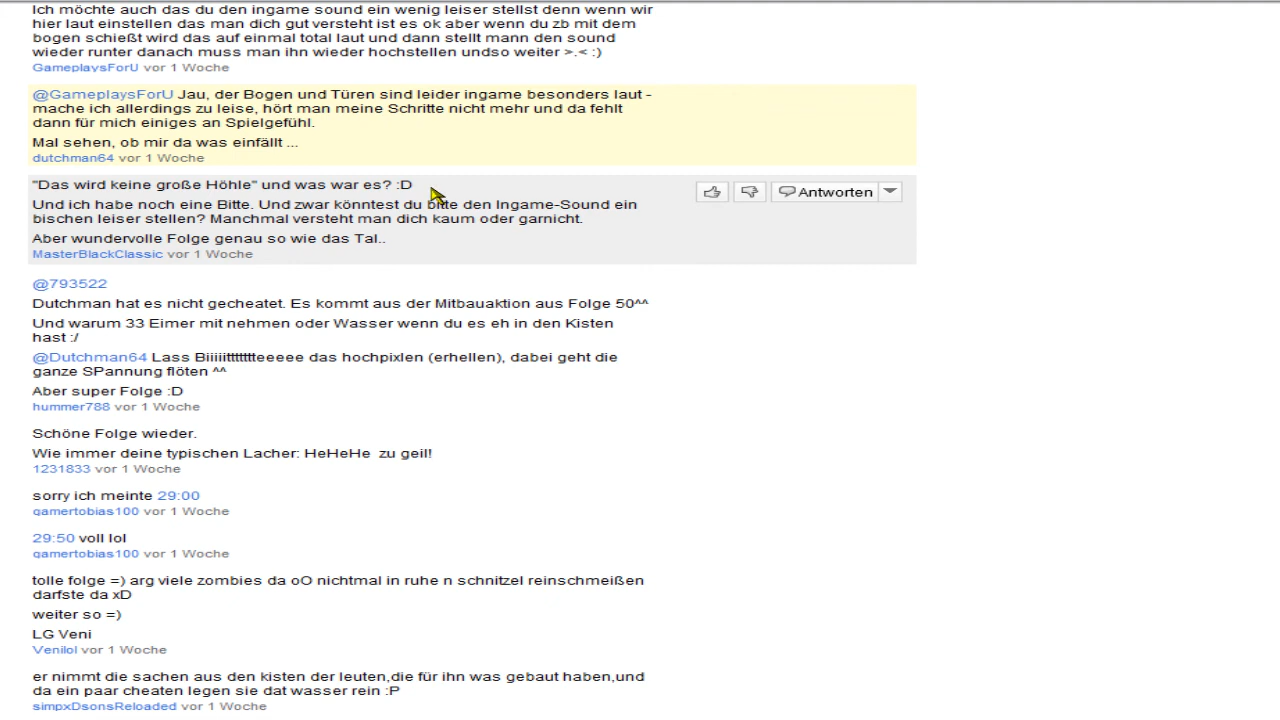 Ich möchte auch das du den ingame sound ein wenig leiser stellst denn wenn wir
hier laut einstellen das man dich gut versteht ist es ok aber wenn du zb mit dem
bogen schießt wird das auf einmal total laut und dann stellt mann den sound
wieder runter danach muss man ihn wieder hochstellen undso weiter >.< :)
GameplaysForU vor 1 Woche
@GameplaysForU Jau, der Bogen und Türen sind leider ingame besonders laut -
mache ich allerdings zu leise, hört man meine Schritte nicht mehr und da fehlt
dann für mich einiges an Spielgefühl.
Mal sehen, ob mir da was einfällt ...
dutchman64 vor 1 Woche
"Das wird keine große Höhle" und was war es? :D
Und ich habe noch eine Bitte. Und zwar könntest du bitte den Ingame-Sound ein
bischen leiser stellen? Manchmal versteht man dich kaum oder garnicht.
Aber wundervolle Folge genau so wie das Tal..
MasterBlackClassic vor 1 Woche
Antworten
@793522
Dutchman hat es nicht gecheatet. Es kommt aus der Mitbauaktion aus Folge 50^^
Und warum 33 Eimer mit nehmen oder Wasser wenn du es eh in den Kisten
hast :/
@Dutchman64 Lass Biiiiittttttteeeee das hochpixlen (erhellen), dabei geht die
ganze SPannung flöten ^^
Aber super Folge :D
hummer788 vor 1 Woche
Schöne Folge wieder.
Wie immer deine typischen Lacher: HeHeHe zu geil!
1231833 vor 1 Woche
sorry ich meinte 29:00
gamertobias100 vor 1 Woche
29:50 voll lol
gamertobias100 vor 1 Woche
tolle folge =) arg viele zombies da oO nichtmal in ruhe n schnitzel reinschmeißen
darfste da xD
weiter so =)
LG Veni
Venilol vor 1 Woche
er nimmt die sachen aus den kisten der leuten,die für ihn was gebaut haben,und
da ein paar cheaten legen sie dat wasser rein :P
simpxDsonsReloaded vor 1 Woche